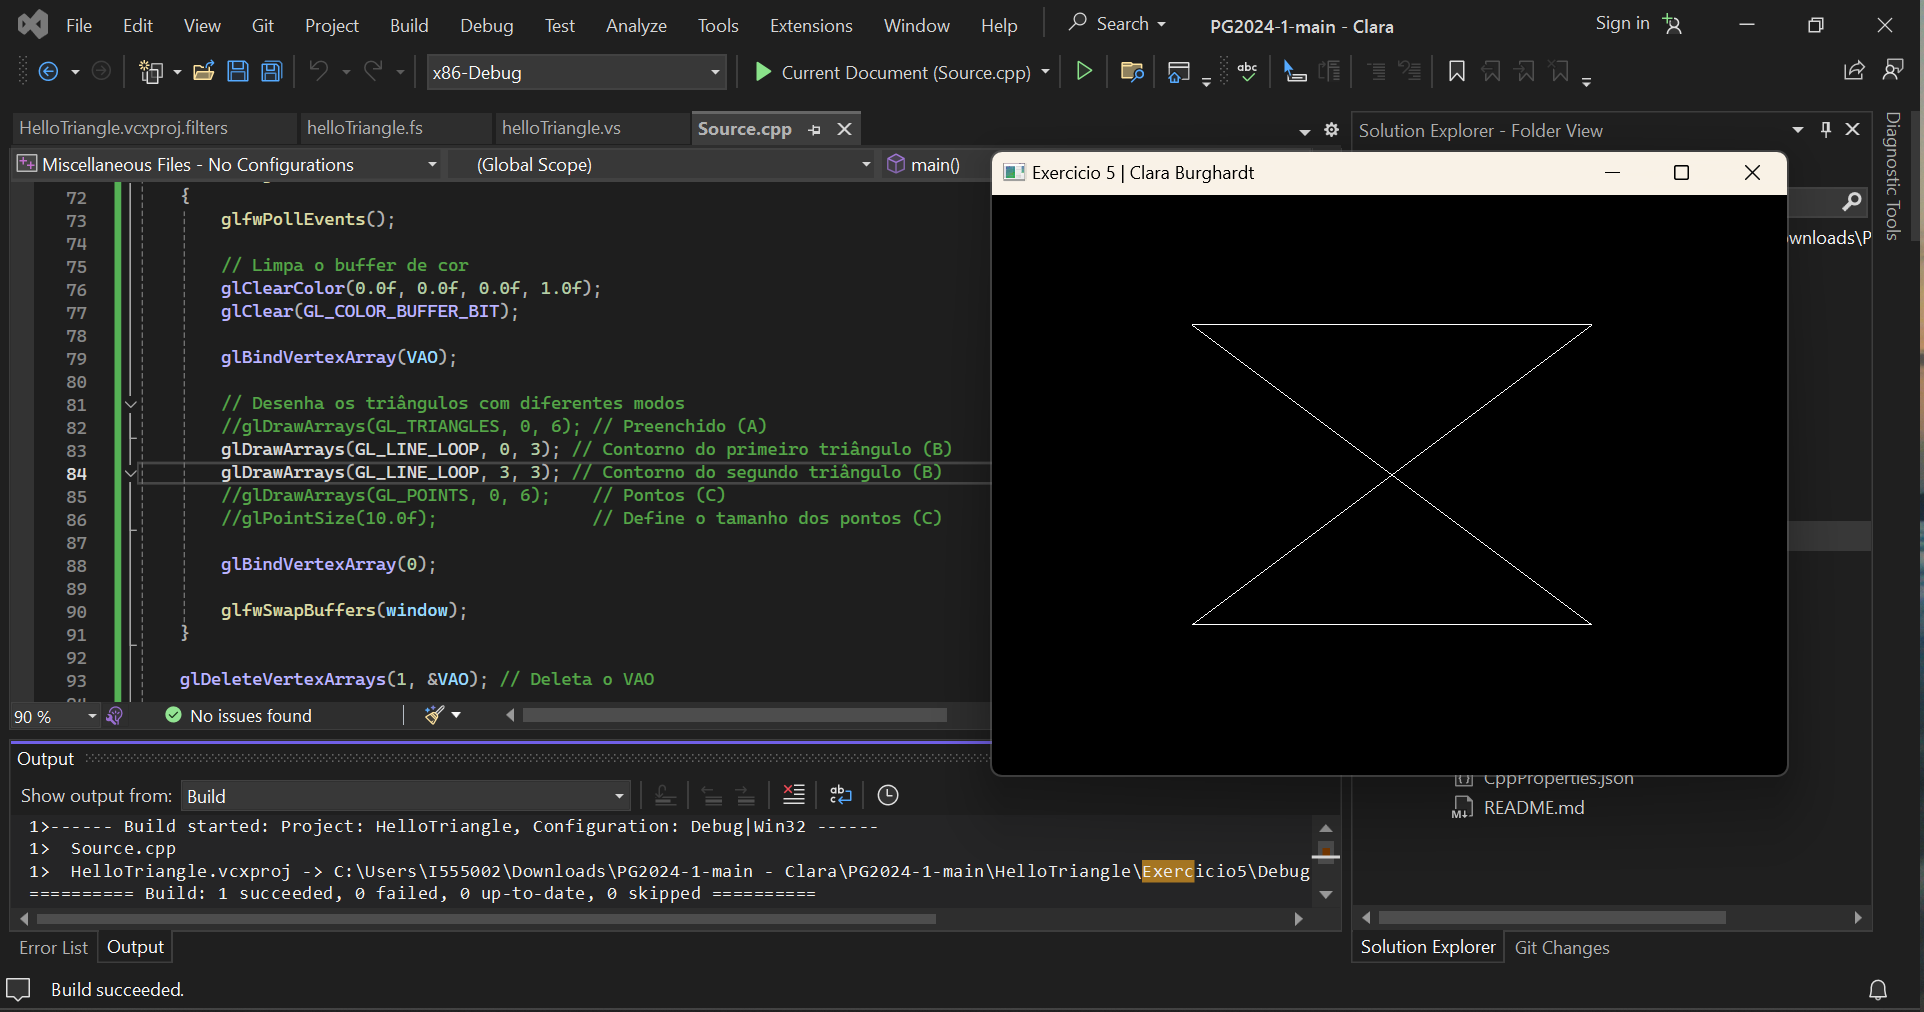 File Edit View Git Project Build Debug Test Analyze Tools Extensions Window Help Search PG2024-1-main - Clara Sign in
x86-Debug Current Document (Source.cpp)
HelloTriangle.vcxproj.filters helloTriangle.fs helloTriangle.vs Source.cpp
Solution Explorer - Folder View
Diagnostic Tools
Miscellaneous Files - No Configurations (Global Scope) main()
Exercicio 5 | Clara Burghardt
wnloads\P
72 {
73 glfwPollEvents();
74
75 // Limpa o buffer de cor
76 glClearColor(0.0f, 0.0f, 0.0f, 1.0f);
77 glClear(GL_COLOR_BUFFER_BIT);
78
79 glBindVertexArray(VAO);
80
81 // Desenha os triângulos com diferentes modos
82 //glDrawArrays(GL_TRIANGLES, 0, 6); // Preenchido (A)
83 glDrawArrays(GL_LINE_LOOP, 0, 3); // Contorno do primeiro triângulo (B)
84 glDrawArrays(GL_LINE_LOOP, 3, 3); // Contorno do segundo triângulo (B)
85 //glDrawArrays(GL_POINTS, 0, 6); // Pontos (C)
86 //glPointSize(10.0f); // Define o tamanho dos pontos (C)
87
88 glBindVertexArray(0);
89
90 glfwSwapBuffers(window);
91 }
92
93 glDeleteVertexArrays(1, &VAO); // Deleta o VAO
90 % No issues found
CppProperties.json
README.md
Output
Show output from: Build
1>------ Build started: Project: HelloTriangle, Configuration: Debug|Win32 ------
1> Source.cpp
1> HelloTriangle.vcxproj -> C:\Users\I555002\Downloads\PG2024-1-main - Clara\PG2024-1-main\HelloTriangle\Exercicio5\Debug
========== Build: 1 succeeded, 0 failed, 0 up-to-date, 0 skipped ==========
Error List Output
Solution Explorer Git Changes
Build succeeded.